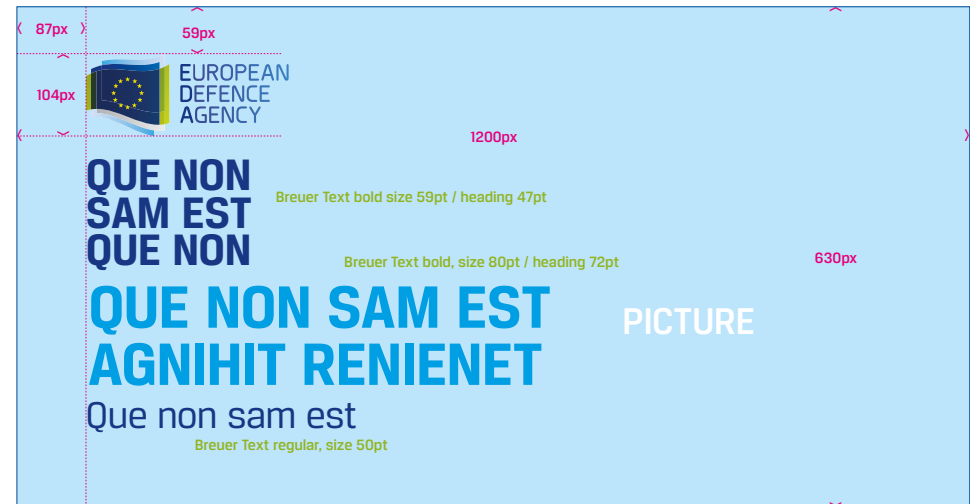 87px
59px
104px
EUROPEAN
DEFENCE
AGENCY
1200px
QUE NON
SAM EST
QUE NON
Breuer Text bold size 59pt / heading 47pt
Breuer Text bold, size 80pt / heading 72pt
630px
QUE NON SAM EST
AGNIHIT RENIENET
PICTURE
Que non sam est
Breuer Text regular, size 50pt